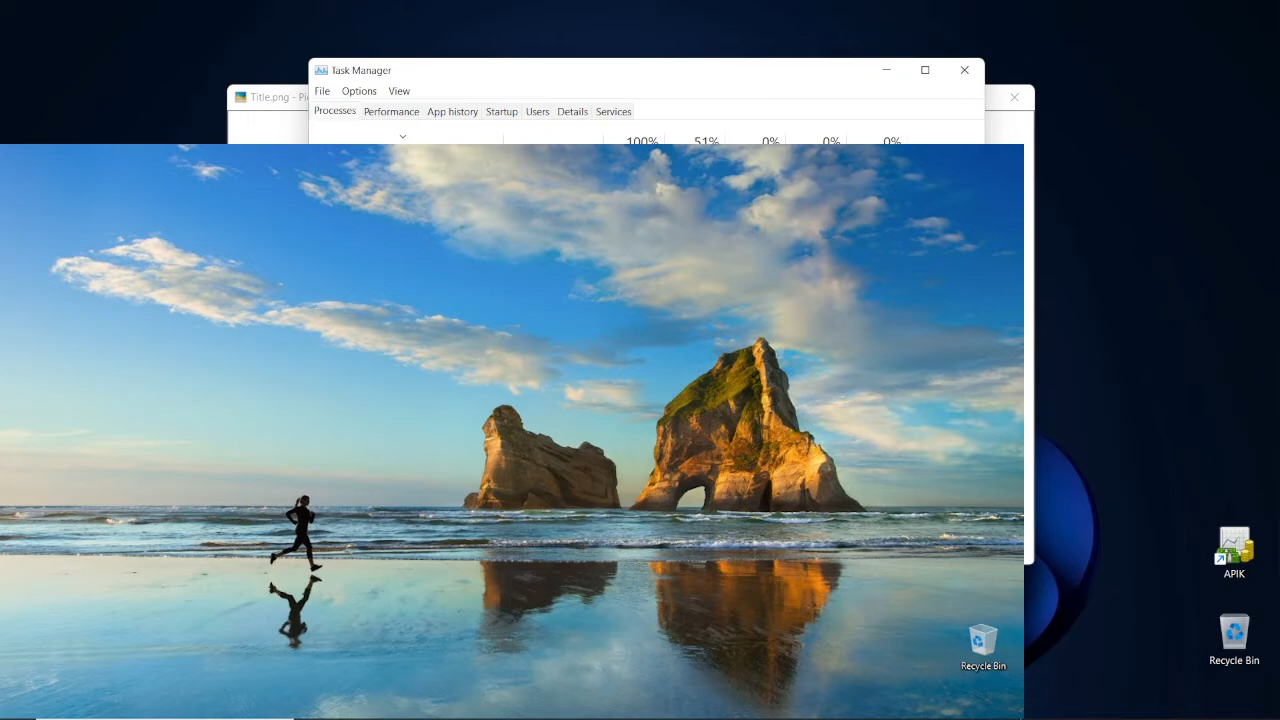 Task Manager
File Options View
Title.png - Pi
Processes Performance App history Startup Users Details Services
100% 51% 0% 0% 0%
APIK
Recycle Bin
Recycle Bin